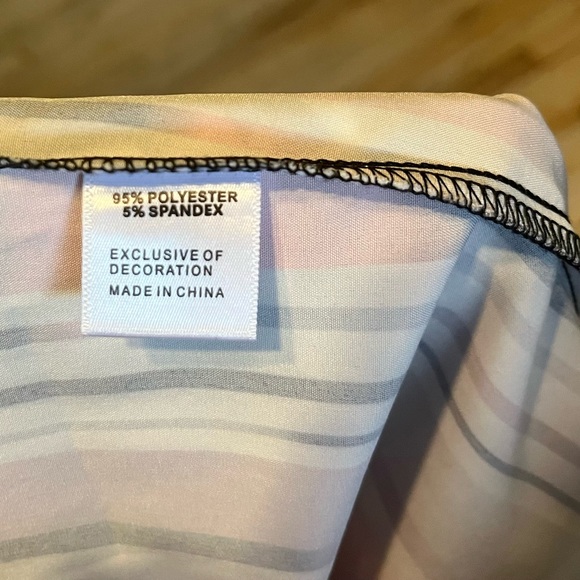 95% POLYESTER
5% SPANDEX
EXCLUSIVE OF
DECORATION
MADE IN CHINA